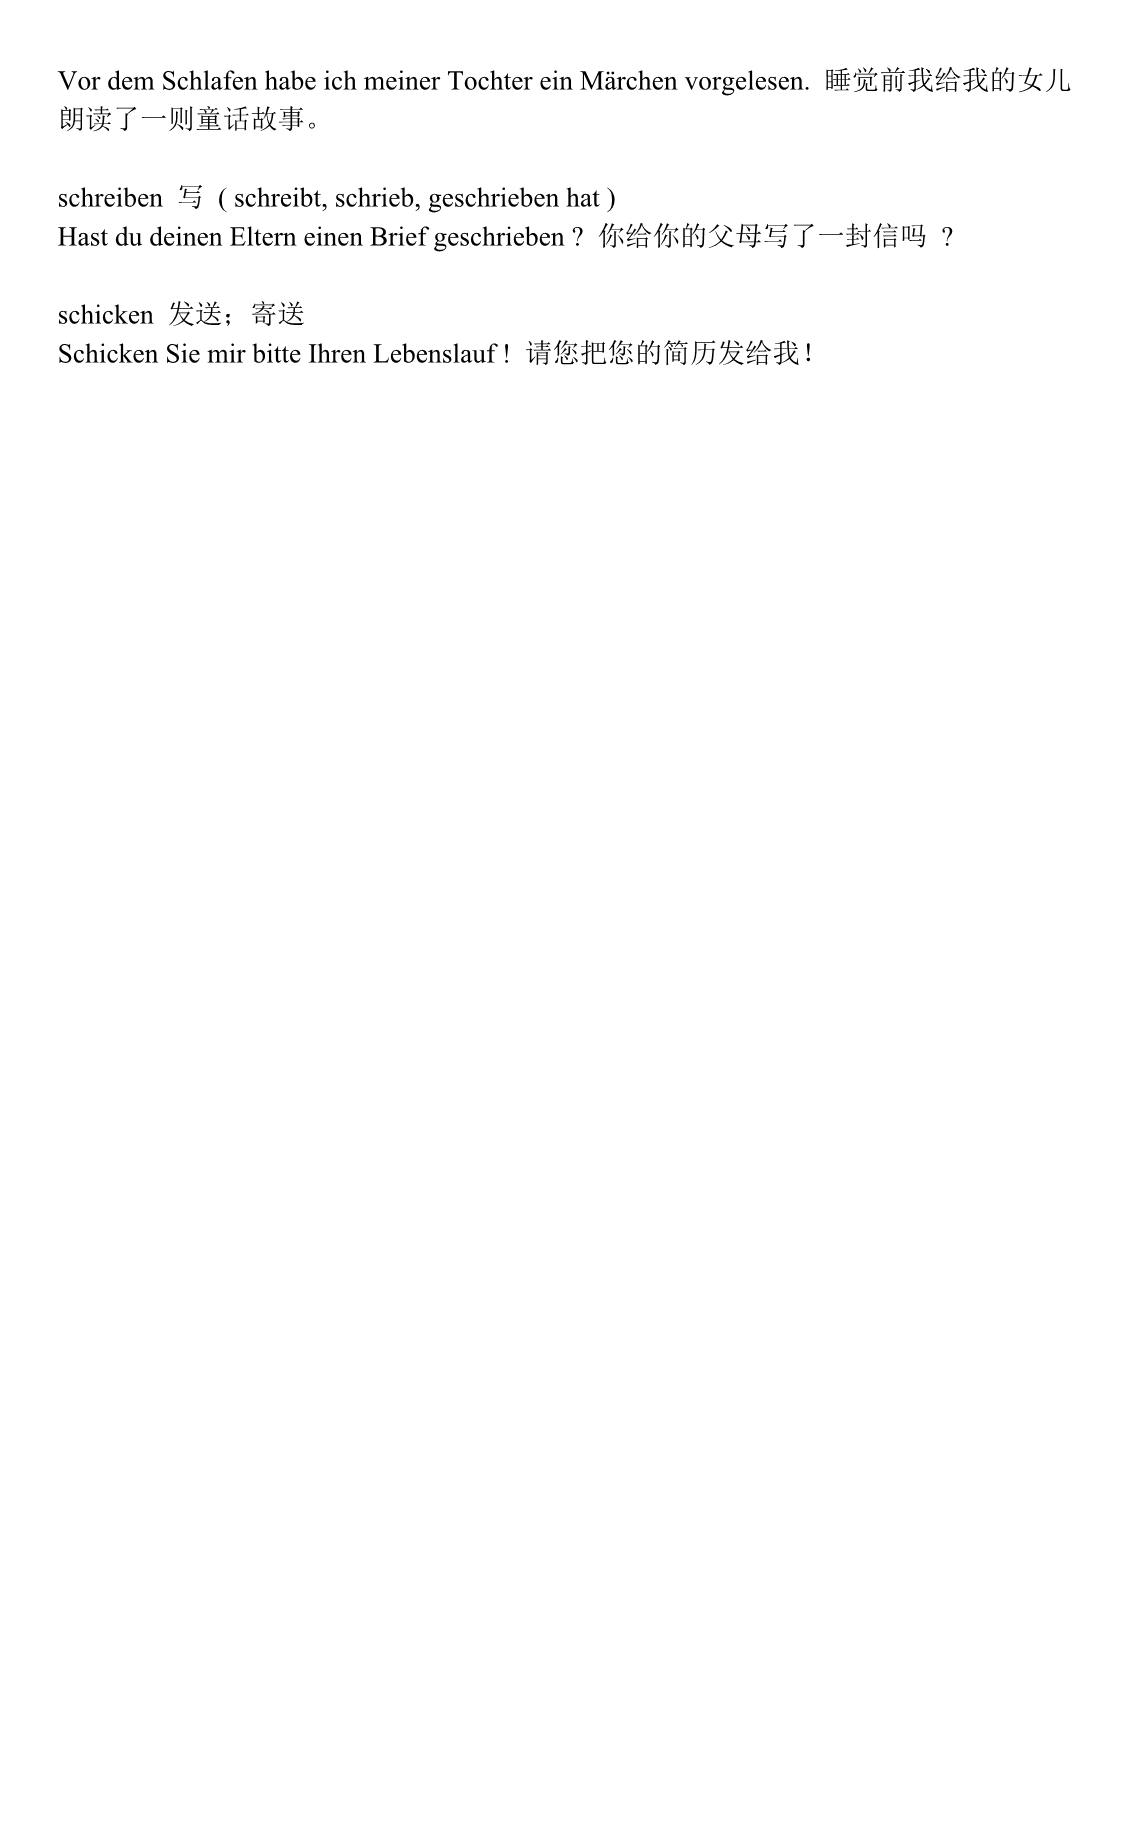 Vor dem Schlafen habe ich meiner Tochter ein Märchen vorgelesen. 睡觉前我给我的女儿
朗读了一则童话故事。
schreiben 写 ( schreibt, schrieb, geschrieben hat )
Hast du deinen Eltern einen Brief geschrieben ? 你给你的父母写了一封信吗 ?
schicken 发送；寄送
Schicken Sie mir bitte Ihren Lebenslauf ! 请您把您的简历发给我！